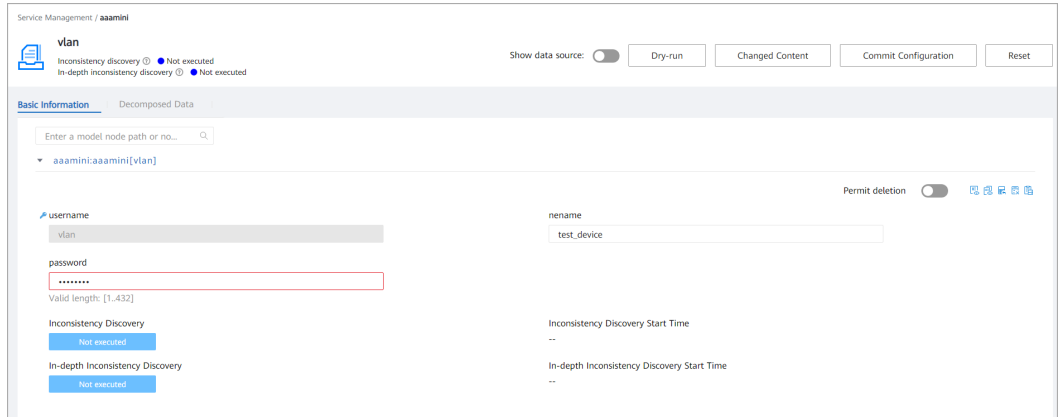 Service Management / aaamini
vlan
Inconsistency discovery ? Not executed
In-depth inconsistency discovery ? Not executed
Show data source:
Dry-run
Changed Content
Commit Configuration
Reset
Basic Information
Decomposed Data
Enter a model node path or no...
aaamini:aaamini[vlan]
Permit deletion
username
nename
vlan
test_device
password
••••••••
Valid length: [1..432]
Inconsistency Discovery
Inconsistency Discovery Start Time
Not executed
--
In-depth Inconsistency Discovery
In-depth Inconsistency Discovery Start Time
Not executed
--